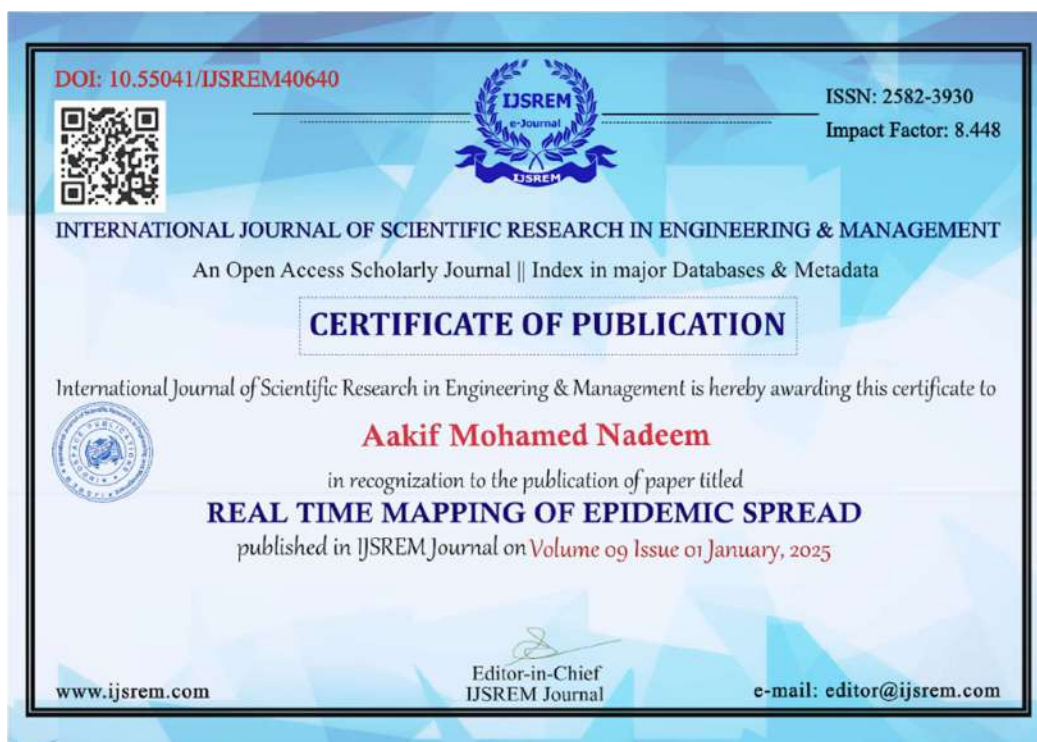 DOI: 10.55041/IJSREM40640
IJSREM
e-Journal
IJSREM
ISSN: 2582-3930
Impact Factor: 8.448
INTERNATIONAL JOURNAL OF SCIENTIFIC RESEARCH IN ENGINEERING & MANAGEMENT
An Open Access Scholarly Journal || Index in major Databases & Metadata
CERTIFICATE OF PUBLICATION
International Journal of Scientific Research in Engineering & Management is hereby awarding this certificate to
Aakif Mohamed Nadeem
in recognization to the publication of paper titled
REAL TIME MAPPING OF EPIDEMIC SPREAD
published in IJSREM Journal on Volume 09 Issue 01 January, 2025
Editor-in-Chief
IJSREM Journal
www.ijsrem.com
e-mail: editor@ijsrem.com